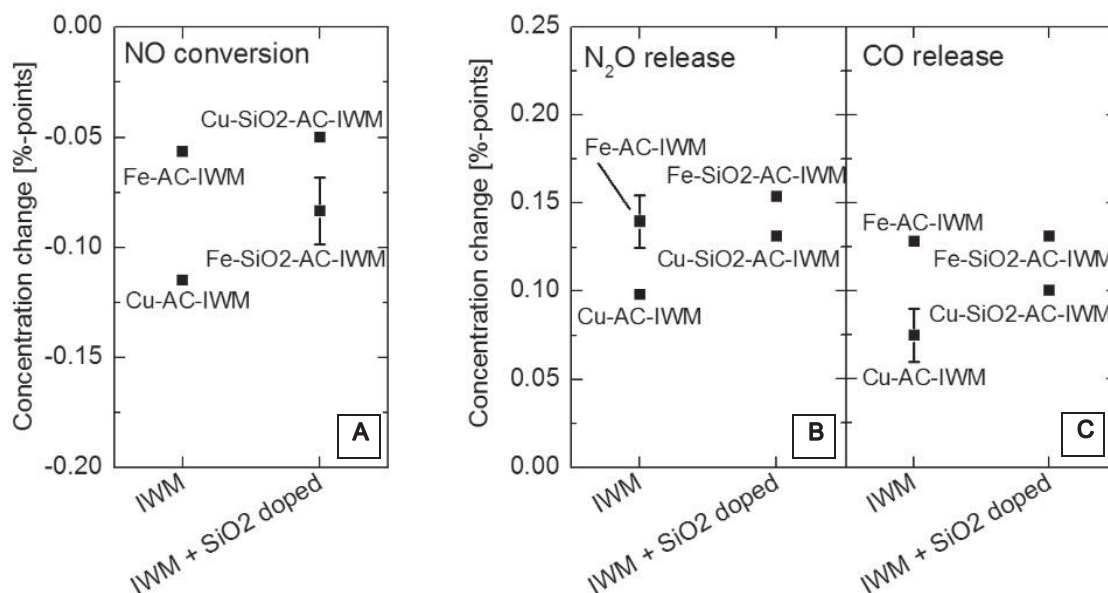 Concentration change [%-points]
0.00
-0.05
-0.10
-0.15
-0.20
NO conversion
Cu-SiO2-AC-IWM
Fe-AC-IWM
Fe-SiO2-AC-IWM
Cu-AC-IWM
A
IWM
IWM + SiO2 doped
Concentration change [%-points]
0.25
0.20
0.15
0.10
0.05
0.00
N₂O release
Fe-AC-IWM
Fe-SiO2-AC-IWM
Cu-SiO2-AC-IWM
Cu-AC-IWM
B
IWM
IWM + SiO2 doped
CO release
Fe-AC-IWM
Fe-SiO2-AC-IWM
Cu-SiO2-AC-IWM
Cu-AC-IWM
C
IWM
IWM + SiO2 doped